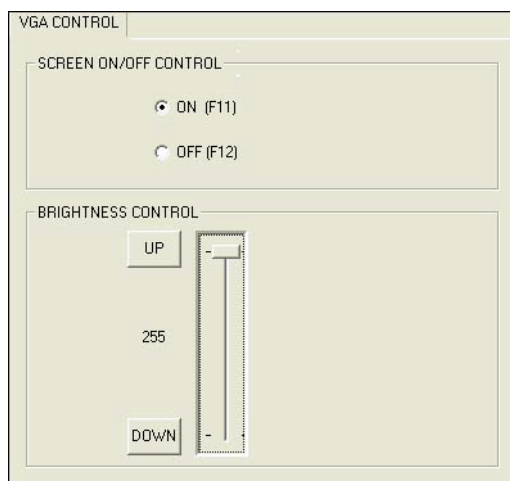 VGA CONTROL
SCREEN ON/OFF CONTROL
ON (F11)
OFF (F12)
BRIGHTNESS CONTROL
UP
255
DOWN